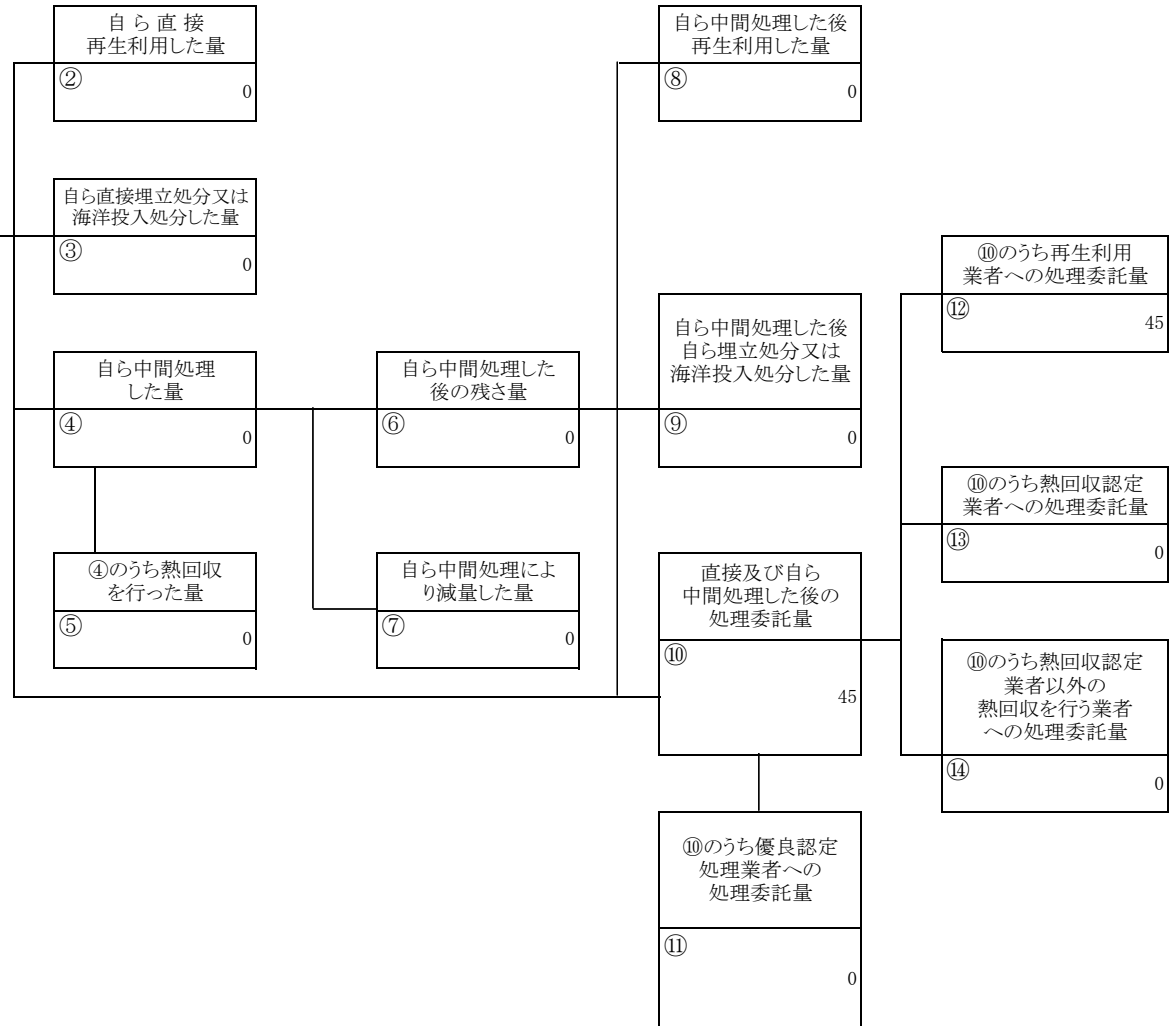 自ら直接
再生利用した量
②
0
自ら直接埋立処分又は
海洋投入処分した量
③
0
自ら中間処理
した量
④
0
④のうち熱回収
を行った量
⑤
0
自ら中間処理した
後の残さ量
⑥
0
自ら中間処理によ
り減量した量
⑦
0
自ら中間処理した後
再生利用した量
⑧
0
自ら中間処理した後
自ら埋立処分又は
海洋投入処分した量
⑨
0
直接及び自ら
中間処理した後の
処理委託量
⑩
45
⑩のうち優良認定
処理業者への
処理委託量
⑪
0
⑩のうち再生利用
業者への処理委託量
⑫
45
⑩のうち熱回収認定
業者への処理委託量
⑬
0
⑩のうち熱回収認定
業者以外の
熱回収を行う業者
への処理委託量
⑭
0